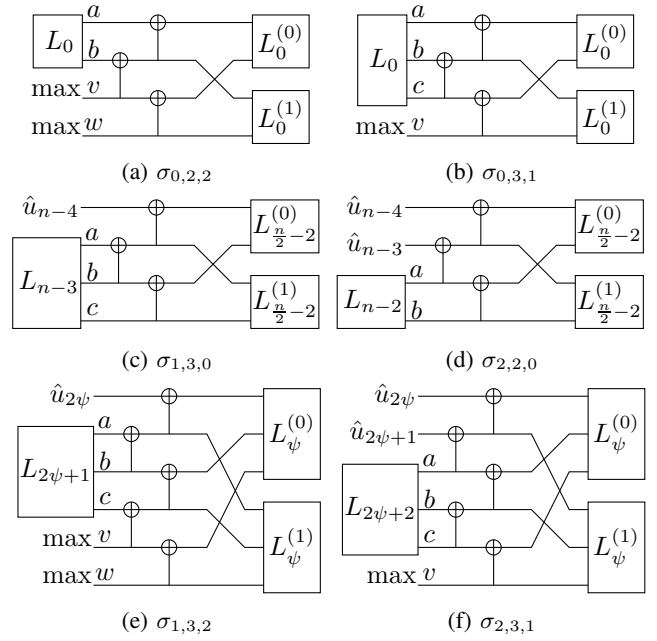 L_0 a b max v max w L_0^{(0)} L_0^{(1)}
(a) σ_{0,2,2}
L_0 a b c max v L_0^{(0)} L_0^{(1)}
(b) σ_{0,3,1}
û_{n−4} L_{n−3} a b c L_{\frac{n}{2}−2}^{(0)} L_{\frac{n}{2}−2}^{(1)}
(c) σ_{1,3,0}
û_{n−4} û_{n−3} L_{n−2} a b L_{\frac{n}{2}−2}^{(0)} L_{\frac{n}{2}−2}^{(1)}
(d) σ_{2,2,0}
û_{2ψ} L_{2ψ+1} a b c max v max w L_ψ^{(0)} L_ψ^{(1)}
(e) σ_{1,3,2}
û_{2ψ} û_{2ψ+1} L_{2ψ+2} a b c max v L_ψ^{(0)} L_ψ^{(1)}
(f) σ_{2,3,1}